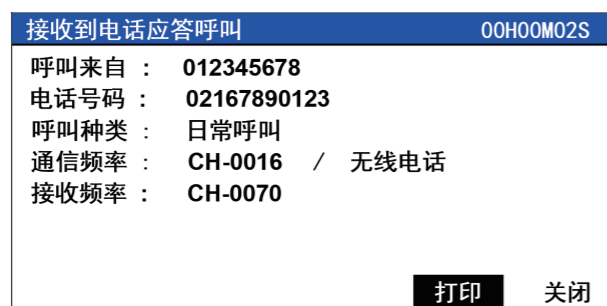 接收到电话应答呼叫 00H00M02S
呼叫来自 : 012345678
电话号码 : 02167890123
呼叫种类 : 日常呼叫
通信频率 : CH-0016 / 无线电话
接收频率 : CH-0070
打印 关闭